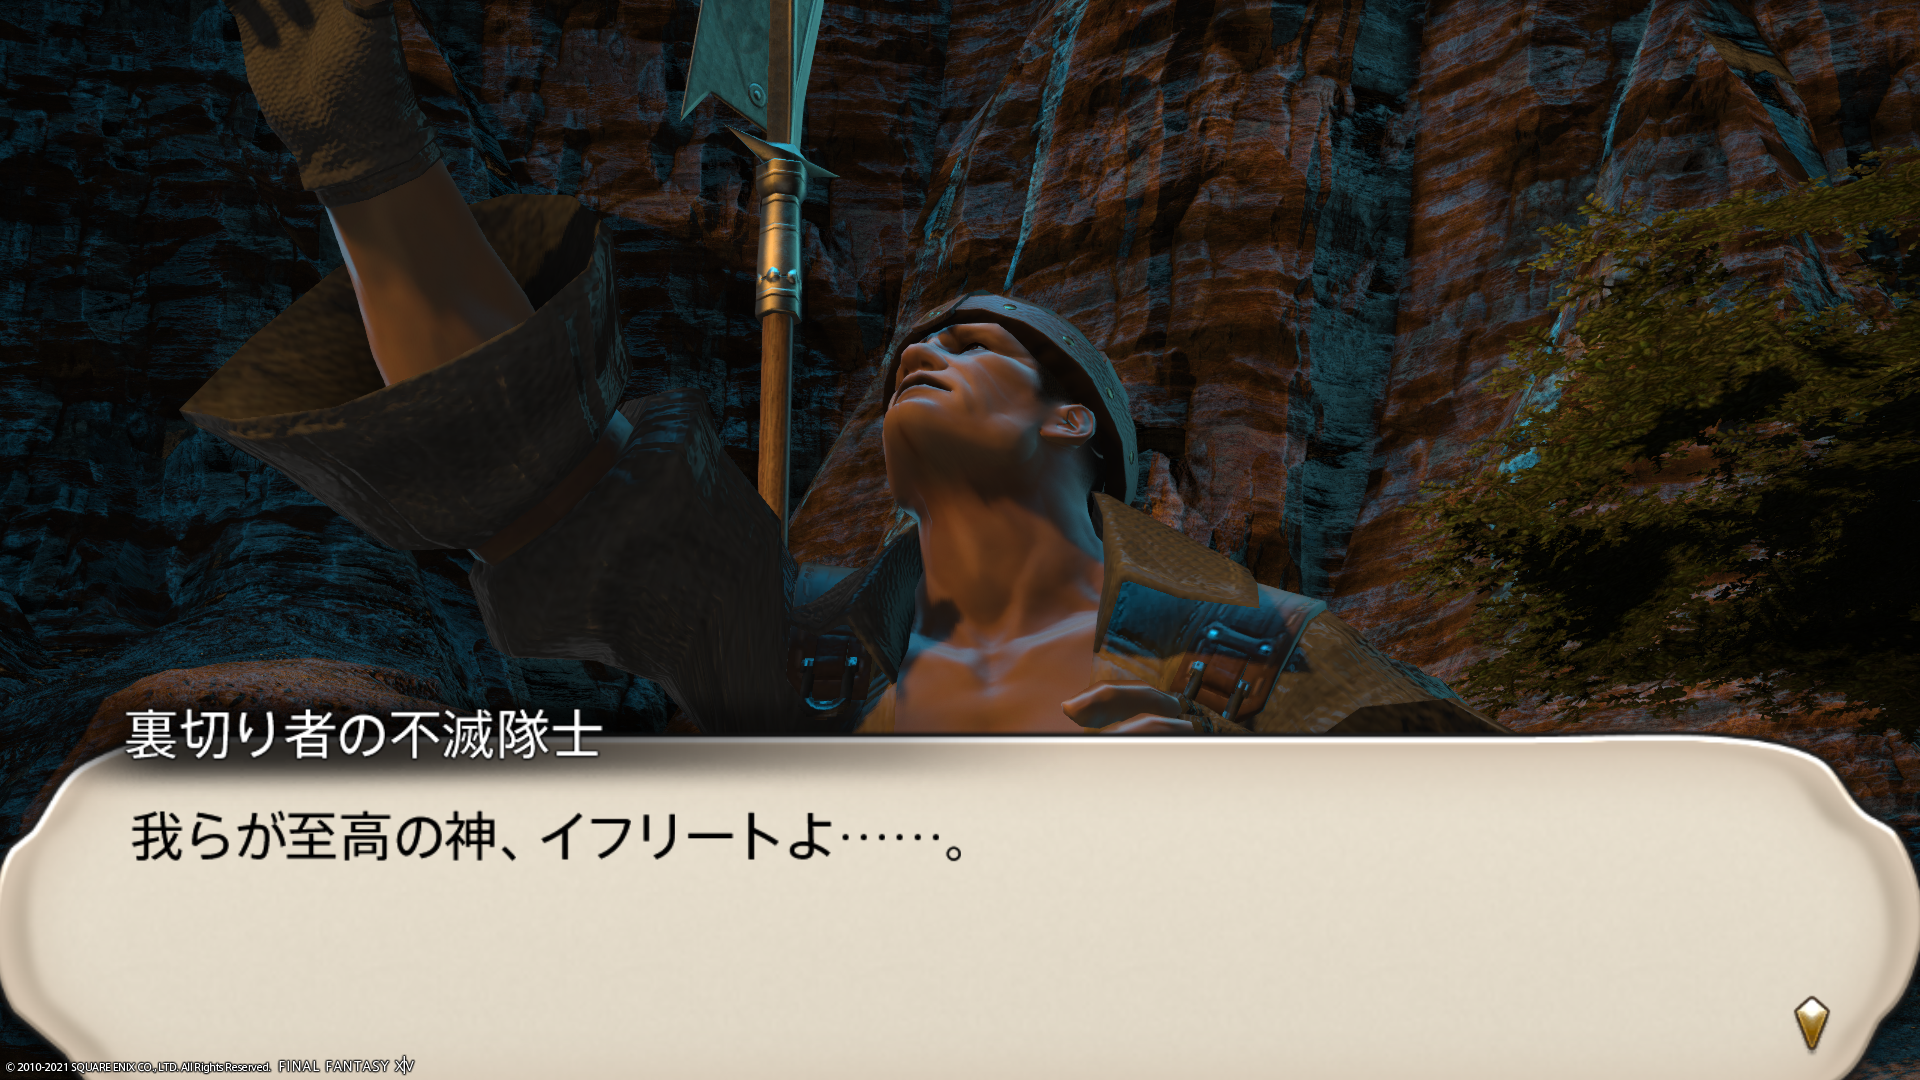 裏切り者の不滅隊士
我らが至高の神、イフリートよ……。
© 2010-2021 SQUARE ENIX CO., LTD. All Rights Reserved. FINAL FANTASY XIV